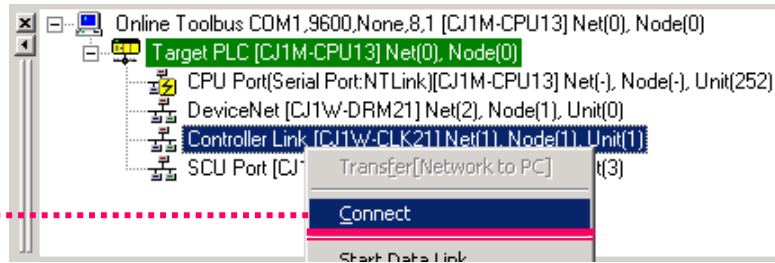 Online Toolbus COM1,9600,None,8,1 [CJ1M-CPU13] Net(0), Node(0)
Target PLC [CJ1M-CPU13] Net(0), Node(0)
CPU Port(Serial Port:NTLink)[CJ1M-CPU13] Net(-), Node(-), Unit(252)
DeviceNet [CJ1W-DRM21] Net(2), Node(1), Unit(0)
Controller Link [CJ1W-CLK21] Net(1), Node(1), Unit(1)
SCU Port [CJ t(3)
Transfer[Network to PC]
Connect
Start Data Link